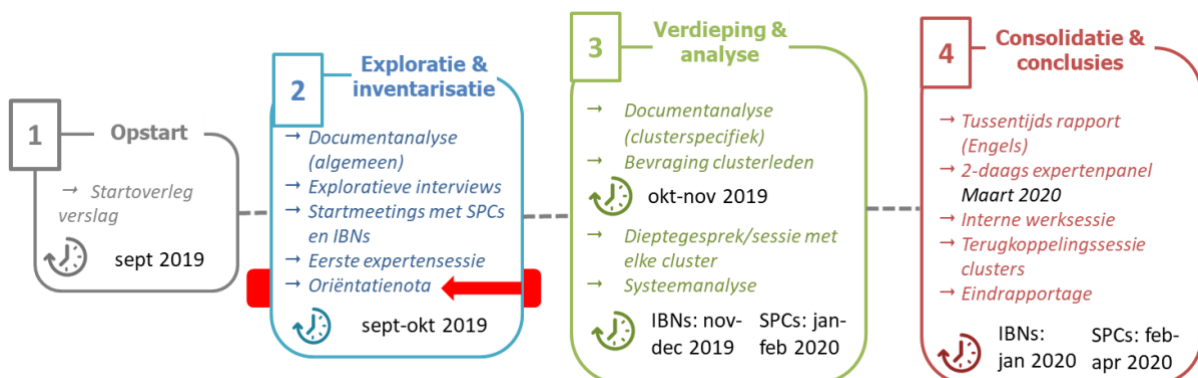 1
Opstart
→ Startoverleg
verslag
sept 2019
2
Exploratie &
inventarisatie
→ Documentanalyse
(algemeen)
→ Exploratieve interviews
→ Startmeetings met SPCs
en IBNs
→ Eerste expertensessie
→ Oriëntatienota
sept-okt 2019
3
Verdieping &
analyse
→ Documentanalyse
(clusterspecifiek)
→ Bevraging clusterleden
okt-nov 2019
→ Dieptegesprek/sessie met
elke cluster
→ Systeemanalyse
IBNs: nov-
dec 2019
SPCs: jan-
feb 2020
4
Consolidatie &
conclusies
→ Tussentijds rapport
(Engels)
→ 2-daags expertenpanel
Maart 2020
→ Interne werksessie
→ Terugkoppelingssessie
clusters
→ Eindrapportage
IBNs:
jan 2020
SPCs: feb-
apr 2020